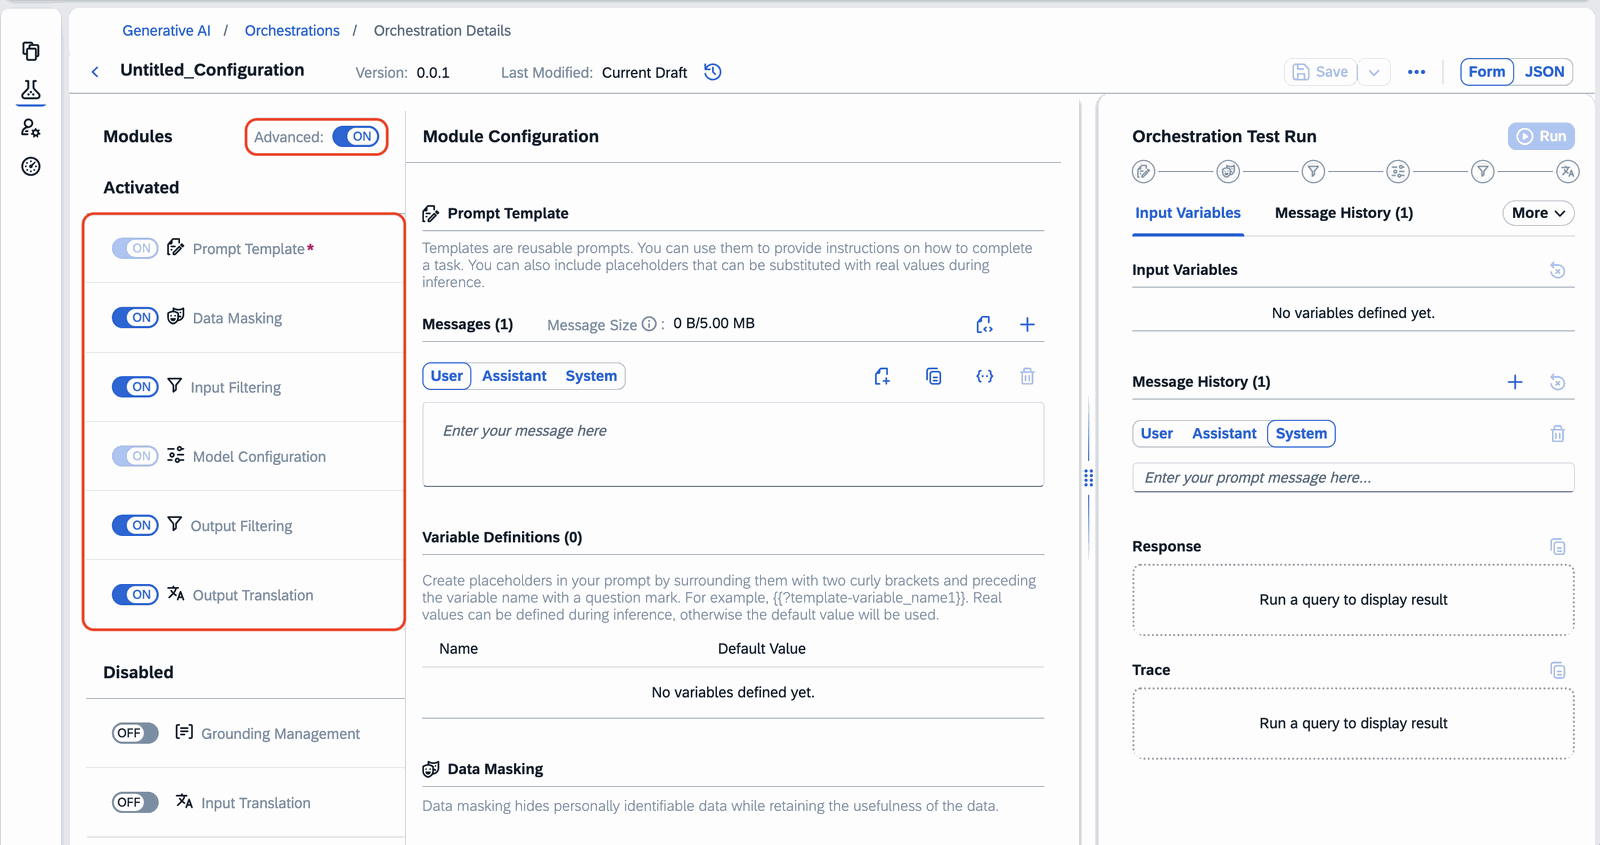 Generative AI / Orchestrations / Orchestration Details
Untitled_Configuration
Version: 0.0.1
Last Modified: Current Draft
Save
Form
JSON
Modules
Advanced: ON
Activated
ON Prompt Template*
ON Data Masking
ON Input Filtering
ON Model Configuration
ON Output Filtering
ON Output Translation
Disabled
OFF Grounding Management
OFF Input Translation
Module Configuration
Prompt Template
Templates are reusable prompts. You can use them to provide instructions on how to complete
a task. You can also include placeholders that can be substituted with real values during
inference.
Messages (1)
Message Size : 0 B/5.00 MB
User Assistant System
Enter your message here
Variable Definitions (0)
Create placeholders in your prompt by surrounding them with two curly brackets and preceding
the variable name with a question mark. For example, {{?template-variable_name1}}. Real
values can be defined during inference, otherwise the default value will be used.
Name Default Value
No variables defined yet.
Data Masking
Data masking hides personally identifiable data while retaining the usefulness of the data.
Orchestration Test Run
Run
Input Variables
Message History (1)
More
Input Variables
No variables defined yet.
Message History (1)
User Assistant System
Enter your prompt message here...
Response
Run a query to display result
Trace
Run a query to display result